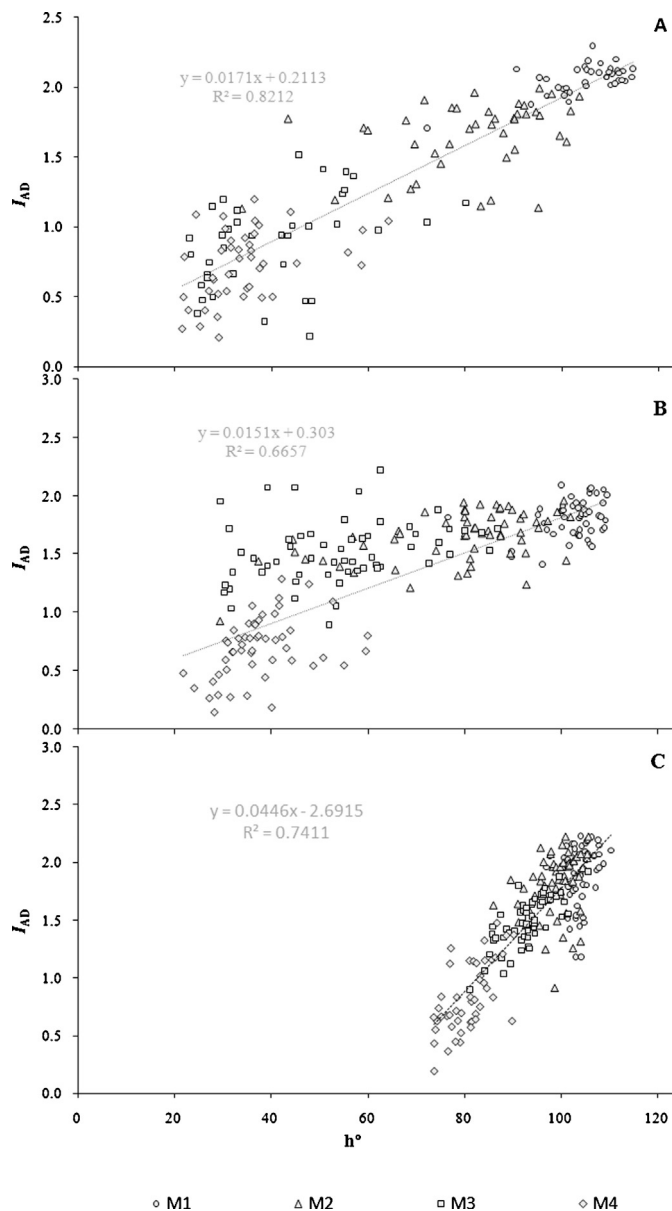 2.5
A
y = 0.0171x + 0.2113
R² = 0.8212
2.0
1.5
I_AD
1.0
0.5
0.0
3.0
B
y = 0.0151x + 0.303
R² = 0.6657
2.5
2.0
1.5
I_AD
1.0
0.5
0.0
3.0
C
y = 0.0446x - 2.6915
R² = 0.7411
2.5
2.0
1.5
I_AD
1.0
0.5
0.0
0 20 40 60 80 100 120
h°
M1 M2 M3 M4